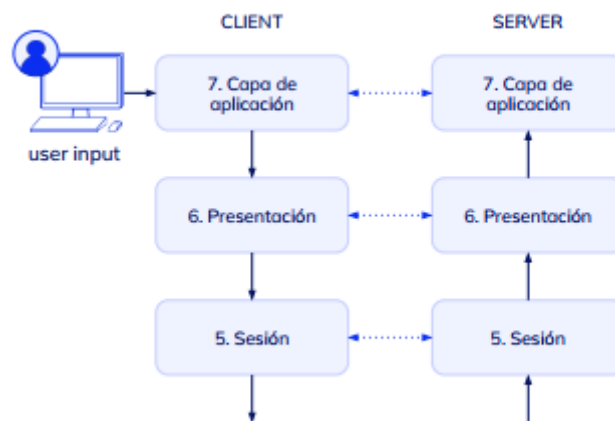 CLIENT
SERVER
7. Capa de
aplicación
7. Capa de
aplicación
user input
6. Presentación
6. Presentación
5. Sesión
5. Sesión